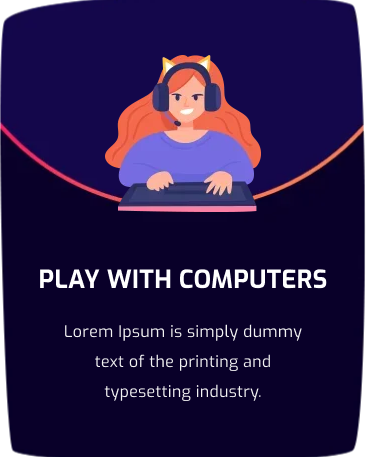 PLAY WITH COMPUTERS
Lorem Ipsum is simply dummy
text of the printing and
typesetting industry.